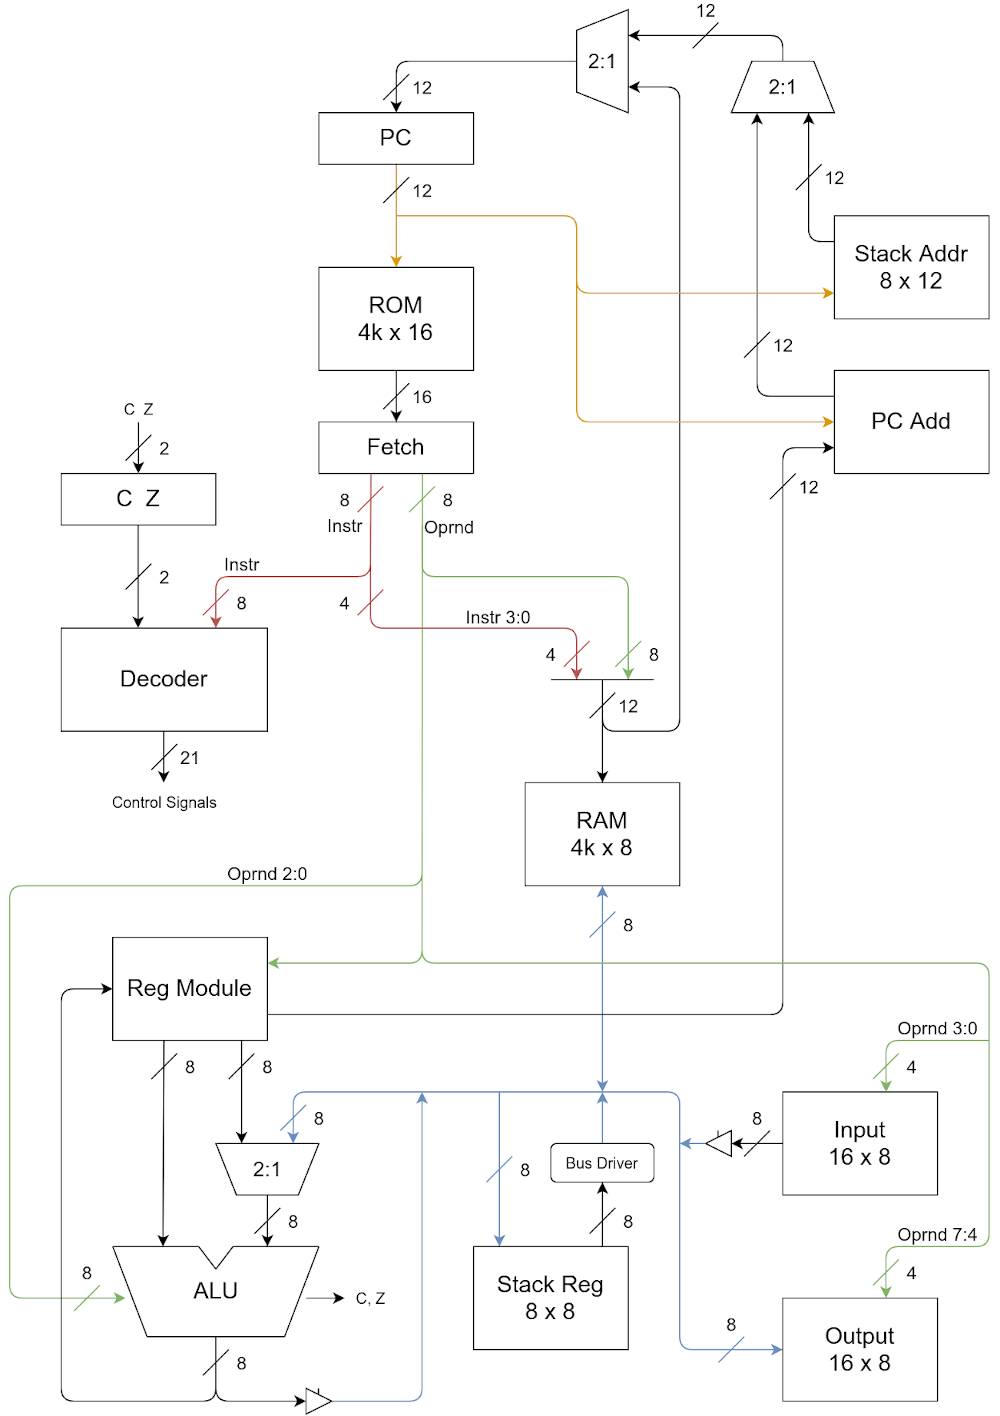 12
2:1
2:1
12
PC
12
12
Stack Addr
8 x 12
ROM
4k x 16
12
16
PC Add
C Z
2
Fetch
C Z
8
8
12
Instr
Oprnd
Instr
2
8
4
Instr 3:0
4
8
Decoder
12
21
Control Signals
RAM
4k x 8
Oprnd 2:0
8
Reg Module
Oprnd 3:0
8
8
4
8
8
Input
16 x 8
2:1
Bus Driver
8
8
8
Oprnd 7:4
8
4
ALU
Stack Reg
8 x 8
C, Z
8
Output
16 x 8
8